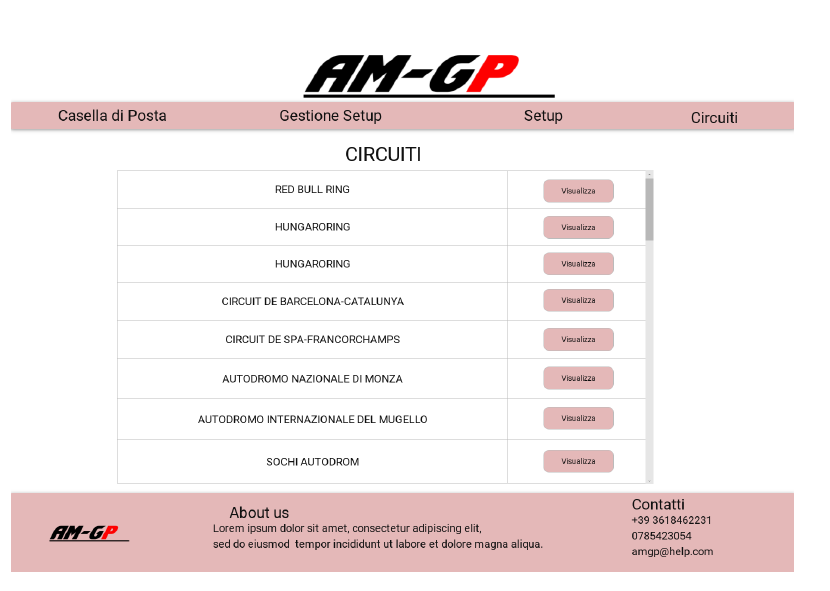 AM-GP
Casella di Posta Gestione Setup Setup Circuiti
CIRCUITI
RED BULL RING Visualizza
HUNGARORING Visualizza
HUNGARORING Visualizza
CIRCUIT DE BARCELONA-CATALUNYA Visualizza
CIRCUIT DE SPA-FRANCORCHAMPS Visualizza
AUTODROMO NAZIONALE DI MONZA Visualizza
AUTODROMO INTERNAZIONALE DEL MUGELLO Visualizza
SOCHI AUTODROM Visualizza
AM-GP
About us
Lorem ipsum dolor sit amet, consectetur adipiscing elit,
sed do eiusmod tempor incididunt ut labore et dolore magna aliqua.
Contatti
+39 3618462231
0785423054
amgp@help.com